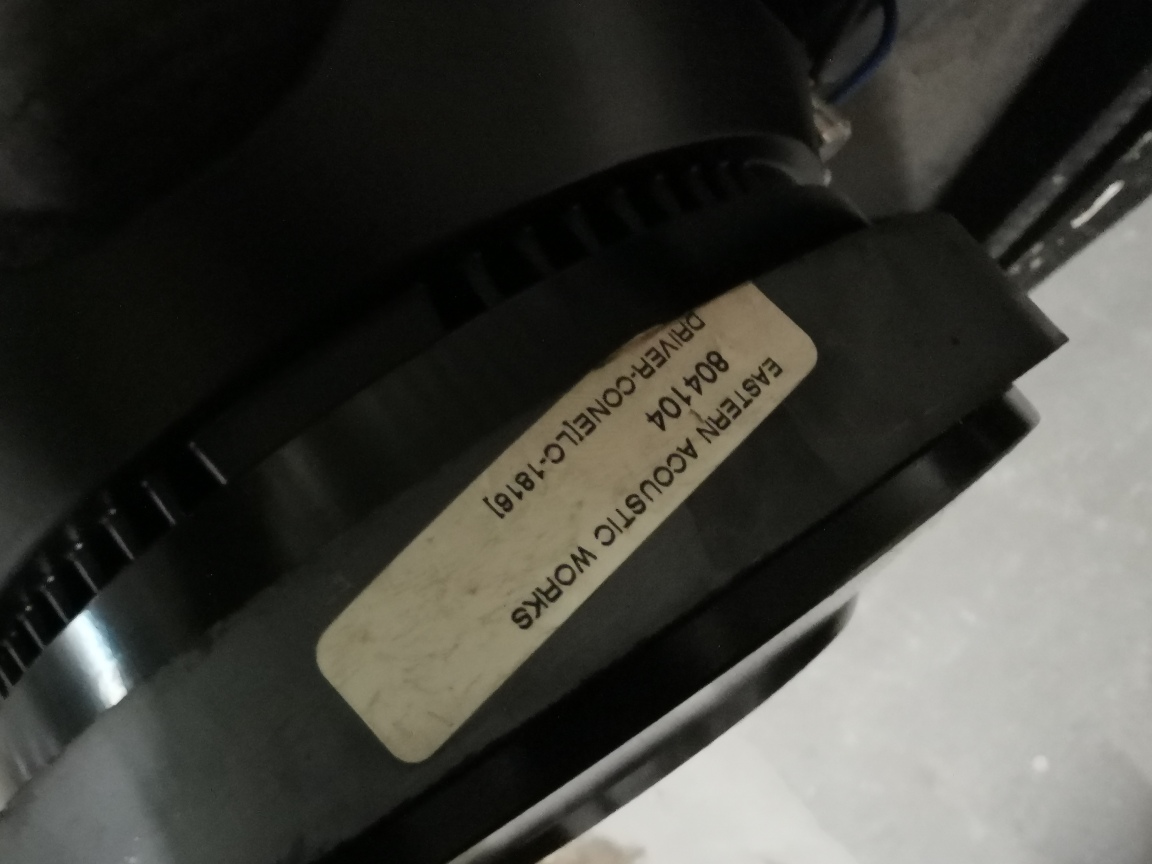 EASTERN ACOUSTIC WORKS
804104
DRIVER-CONE[LC-1816]